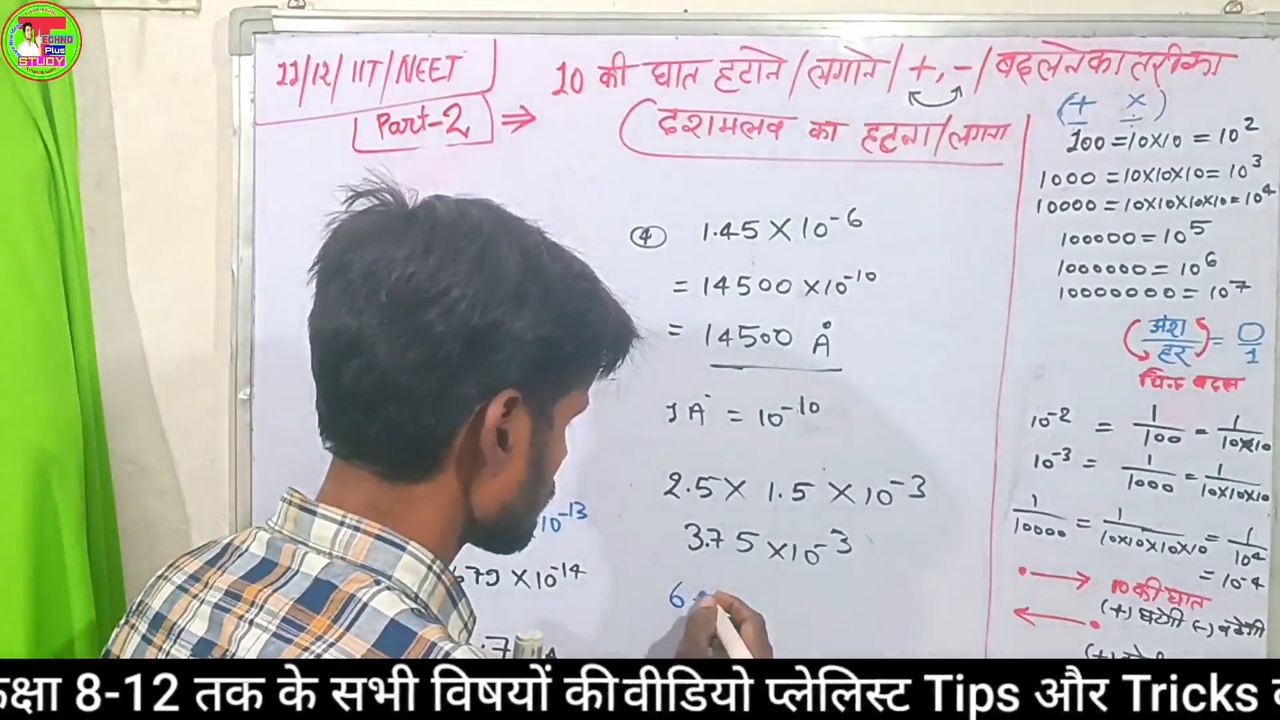 TECHNO
Plus
STUDY
11/12/IIT/NEET
Part-2 ⇒
10 की घात हटाने/लगाने/+,-/बदलने का तरीका
दशमलव का हटना/लगना
④ 1.45×10⁻⁶
= 14500×10⁻¹⁰
= 14500 Å
1 A° = 10⁻¹⁰
2.5× 1.5 ×10⁻³
3.75×10⁻³
10⁻¹³
679×10⁻¹⁴
(+ ×)
100=10×10=10²
1000=10×10×10=10³
10000=10×10×10×10=10⁴
100000=10⁵
1000000=10⁶
10000000=10⁷
अंश/हर = 0/1
चिन्ह बदल
10⁻² = 1/100 = 1/10×10
10⁻³ = 1/1000 = 1/10×10×10
1/10000 = 1/10×10×10×10 = 1/10⁴
= 10⁻⁴
10 की घात
(+) घटेगी (-) बढेगी
कक्षा 8-12 तक के सभी विषयों की वीडियो प्लेलिस्ट Tips और Tricks